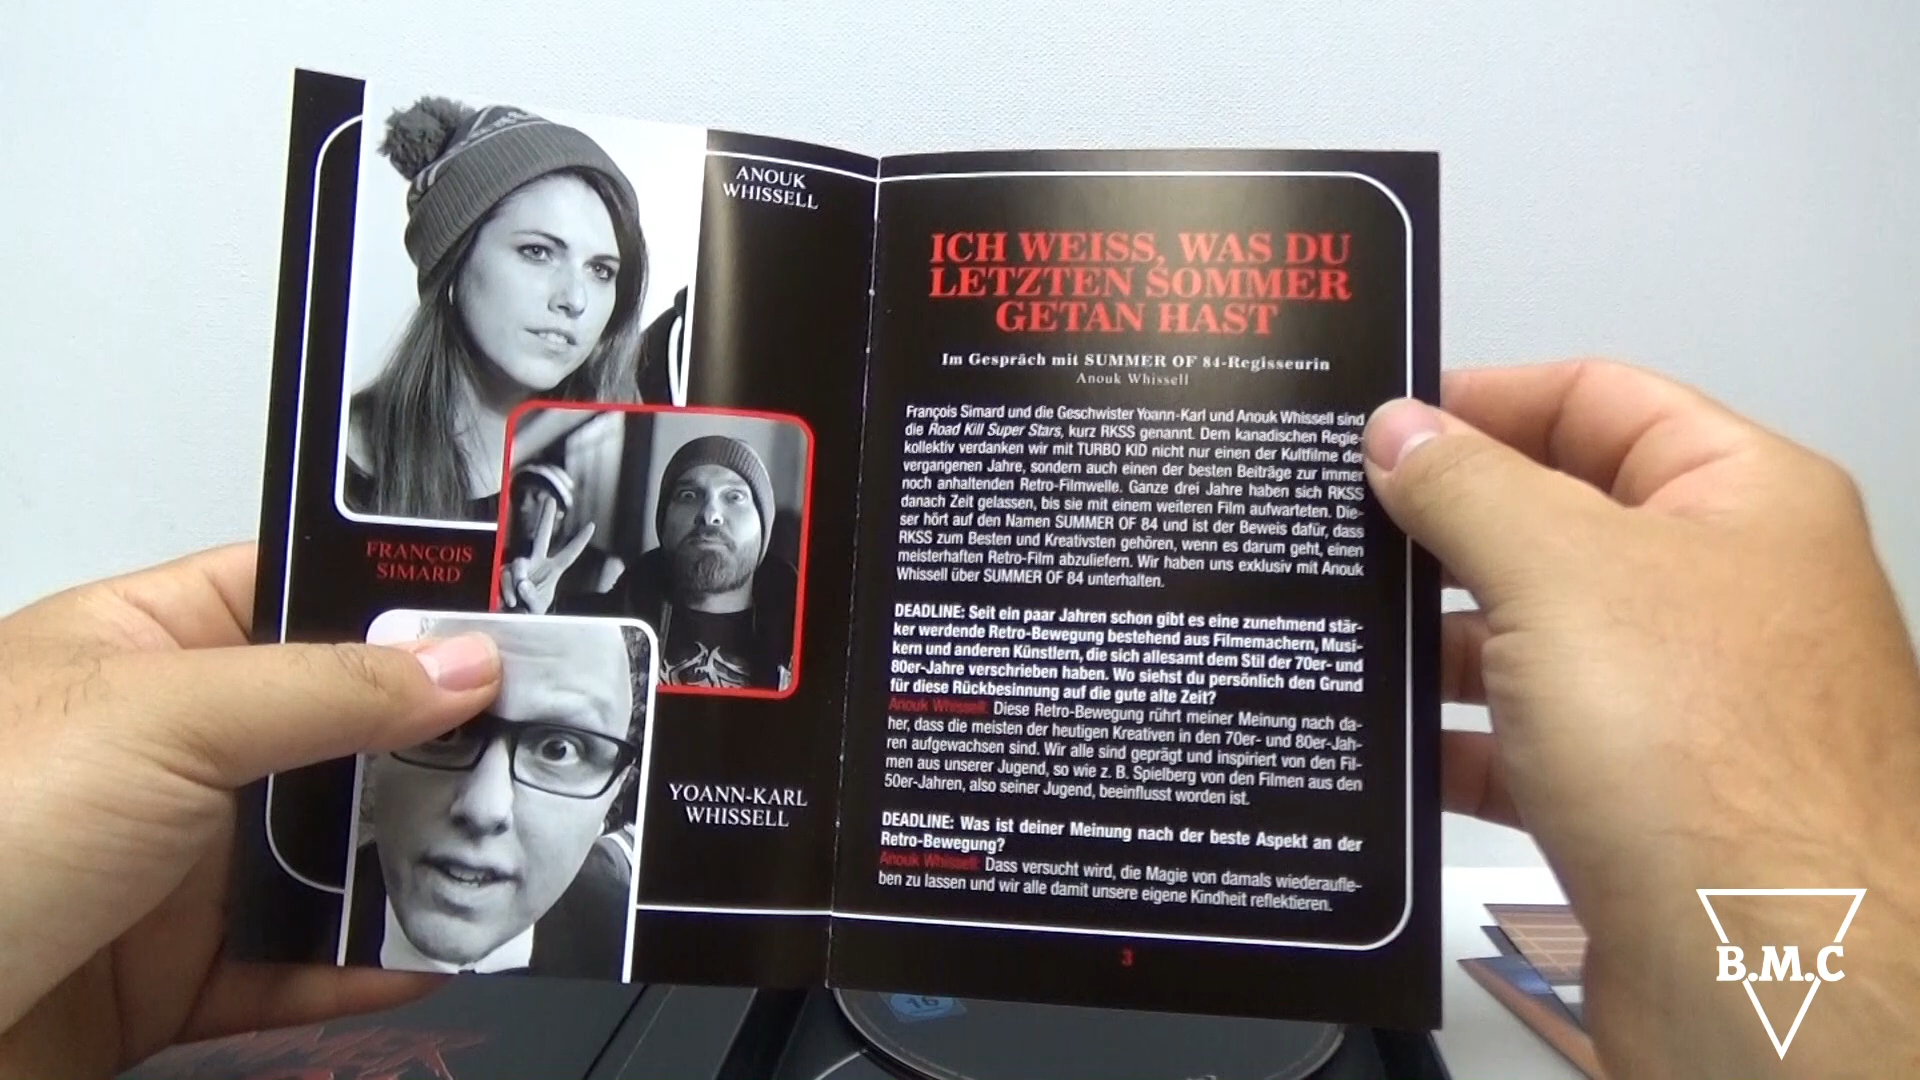 ANOUK
WHISSELL
FRANÇOIS
SIMARD
YOANN-KARL
WHISSELL
ICH WEISS, WAS DU
LETZTEN SOMMER
GETAN HAST
Im Gespräch mit SUMMER OF 84-Regisseurin
Anouk Whissell
François Simard und die Geschwister Yoann-Karl und Anouk Whissell sind
die Road Kill Super Stars, kurz RKSS genannt. Dem kanadischen Regie-
kollektiv verdanken wir mit TURBO KID nicht nur einen der Kultfilme der
vergangenen Jahre, sondern auch einen der besten Beiträge zur immer
noch anhaltenden Retro-Filmwelle. Ganze drei Jahre haben sich RKSS
danach Zeit gelassen, bis sie mit einem weiteren Film aufwarteten. Die-
ser hört auf den Namen SUMMER OF 84 und ist der Beweis dafür, dass
RKSS zum Besten und Kreativsten gehören, wenn es darum geht, einen
meisterhaften Retro-Film abzuliefern. Wir haben uns exklusiv mit Anouk
Whissell über SUMMER OF 84 unterhalten.
DEADLINE: Seit ein paar Jahren schon gibt es eine zunehmend stär-
ker werdende Retro-Bewegung bestehend aus Filmemachern, Musi-
kern und anderen Künstlern, die sich allesamt dem Stil der 70er- und
80er-Jahre verschrieben haben. Wo siehst du persönlich den Grund
für diese Rückbesinnung auf die gute alte Zeit?
Anouk Whissell: Diese Retro-Bewegung rührt meiner Meinung nach da-
her, dass die meisten der heutigen Kreativen in den 70er- und 80er-Jah-
ren aufgewachsen sind. Wir alle sind geprägt und inspiriert von den Fil-
men aus unserer Jugend, so wie z. B. Spielberg von den Filmen aus den
50er-Jahren, also seiner Jugend, beeinflusst worden ist.
DEADLINE: Was ist deiner Meinung nach der beste Aspekt an der
Retro-Bewegung?
Anouk Whissell: Dass versucht wird, die Magie von damals wiederaufle-
ben zu lassen und wir alle damit unsere eigene Kindheit reflektieren.
3
16
B.M.C